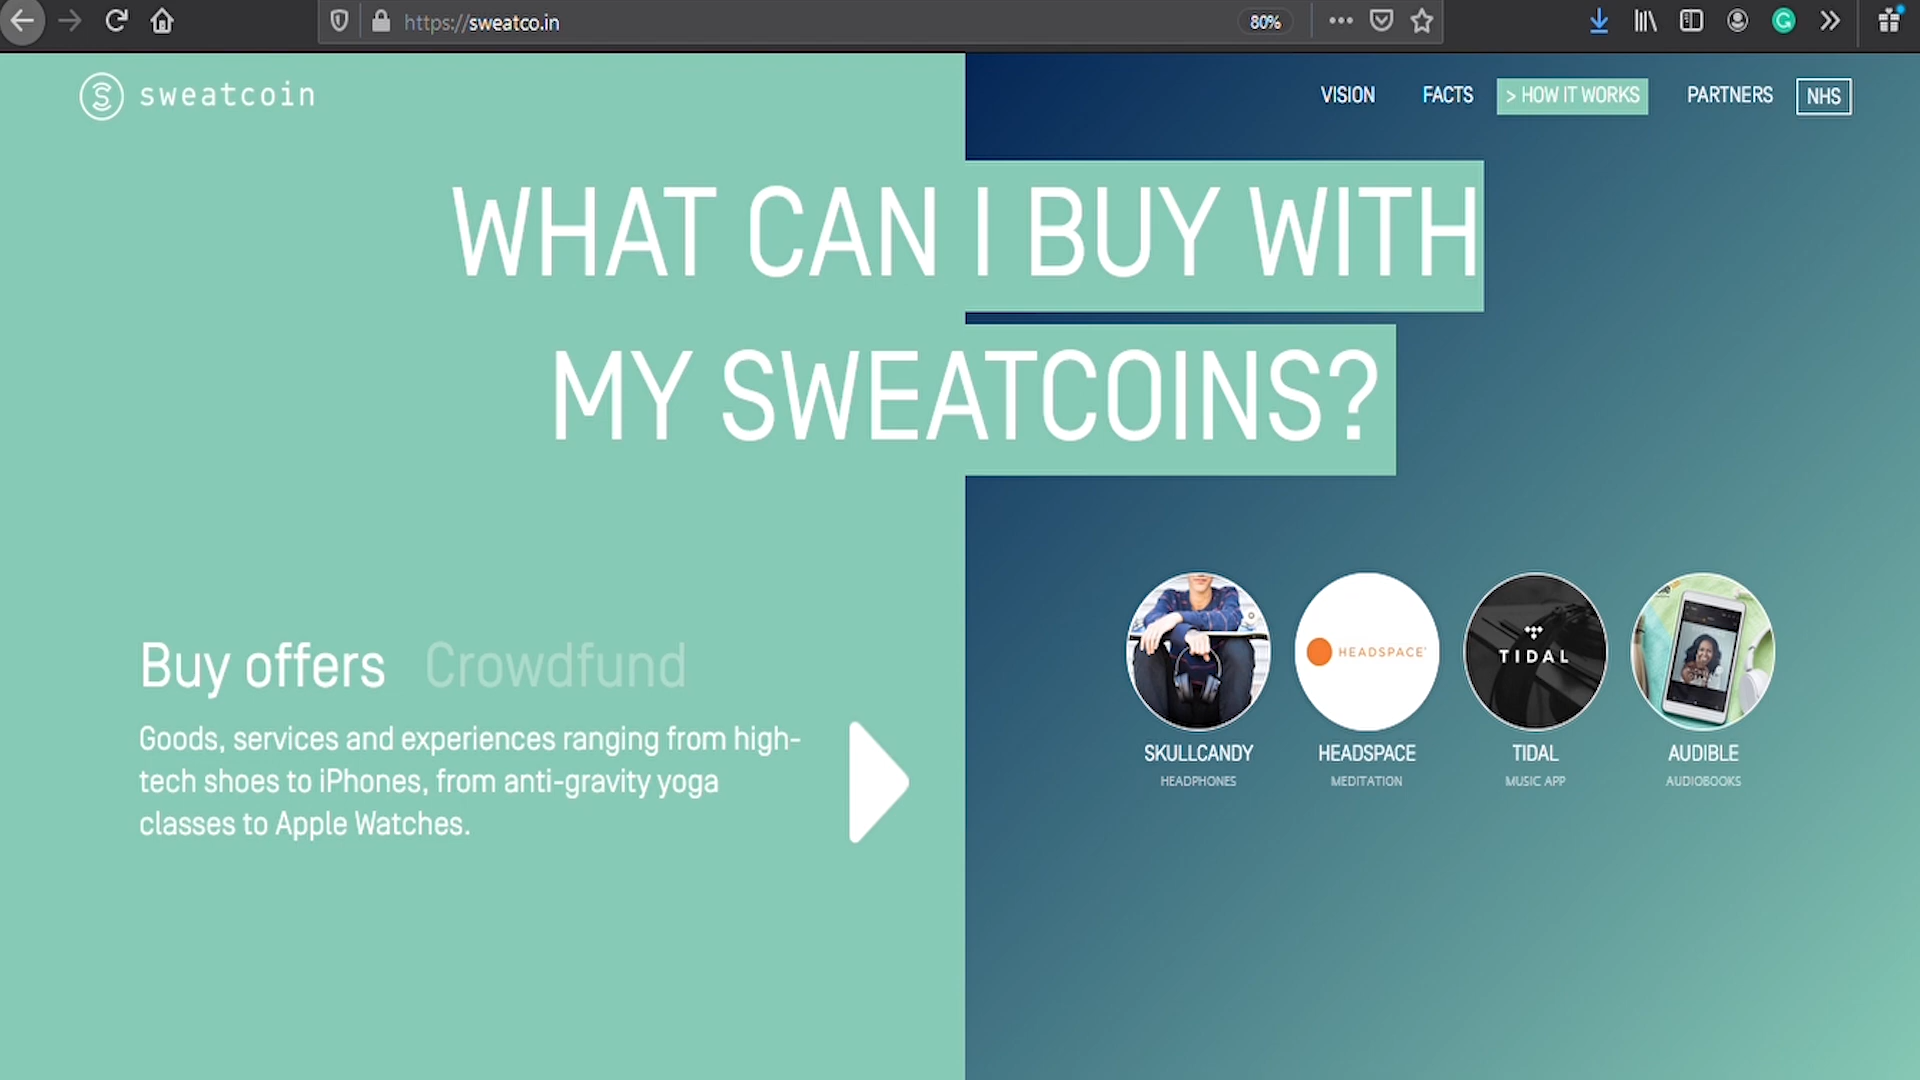 https://sweatco.in
80%
sweatcoin
VISION
FACTS
> HOW IT WORKS
PARTNERS
NHS
WHAT CAN I BUY WITH
MY SWEATCOINS?
Buy offers
Crowdfund
Goods, services and experiences ranging from high-
tech shoes to iPhones, from anti-gravity yoga
classes to Apple Watches.
HEADSPACE
TIDAL
SKULLCANDY
HEADPHONES
HEADSPACE
MEDITATION
TIDAL
MUSIC APP
AUDIBLE
AUDIOBOOKS